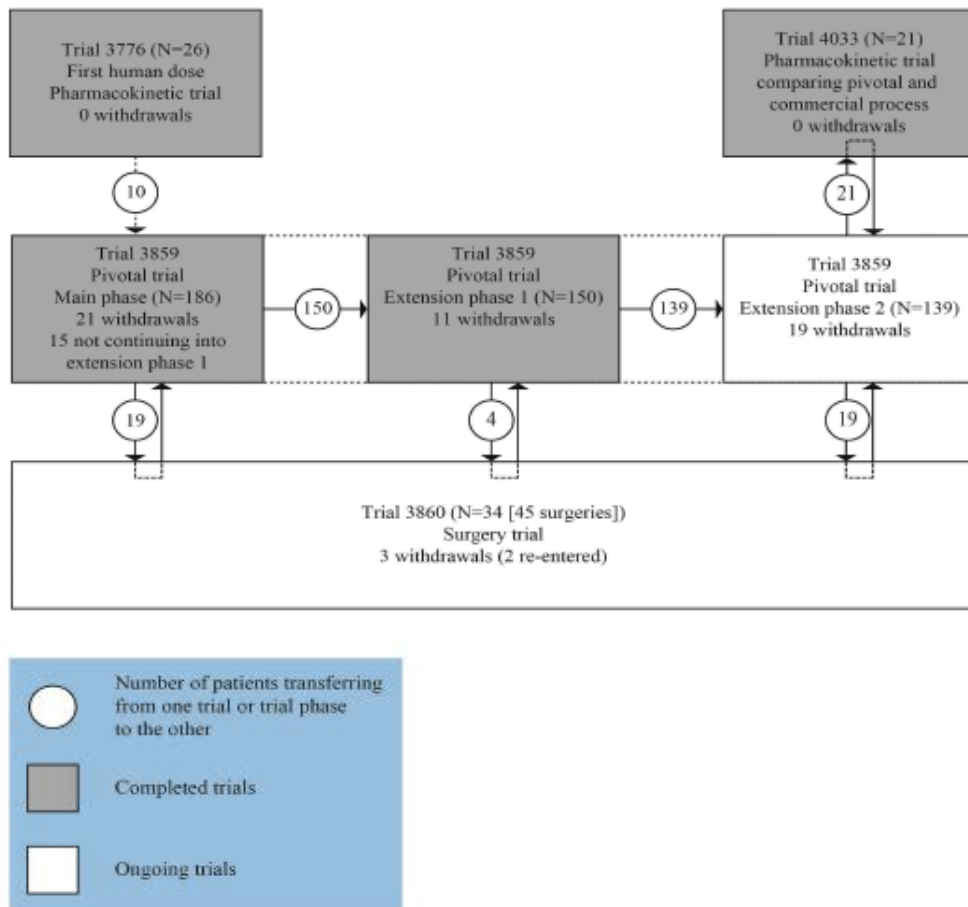 Trial 3776 (N=26)
First human dose
Pharmacokinetic trial
0 withdrawals
Trial 4033 (N=21)
Pharmacokinetic trial
comparing pivotal and
commercial process
0 withdrawals
10
21
Trial 3859
Pivotal trial
Main phase (N=186)
21 withdrawals
15 not continuing into
extension phase 1
150
Trial 3859
Pivotal trial
Extension phase 1 (N=150)
11 withdrawals
139
Trial 3859
Pivotal trial
Extension phase 2 (N=139)
19 withdrawals
19
4
19
Trial 3860 (N=34 [45 surgeries])
Surgery trial
3 withdrawals (2 re-entered)
Number of patients transferring
from one trial or trial phase
to the other
Completed trials
Ongoing trials